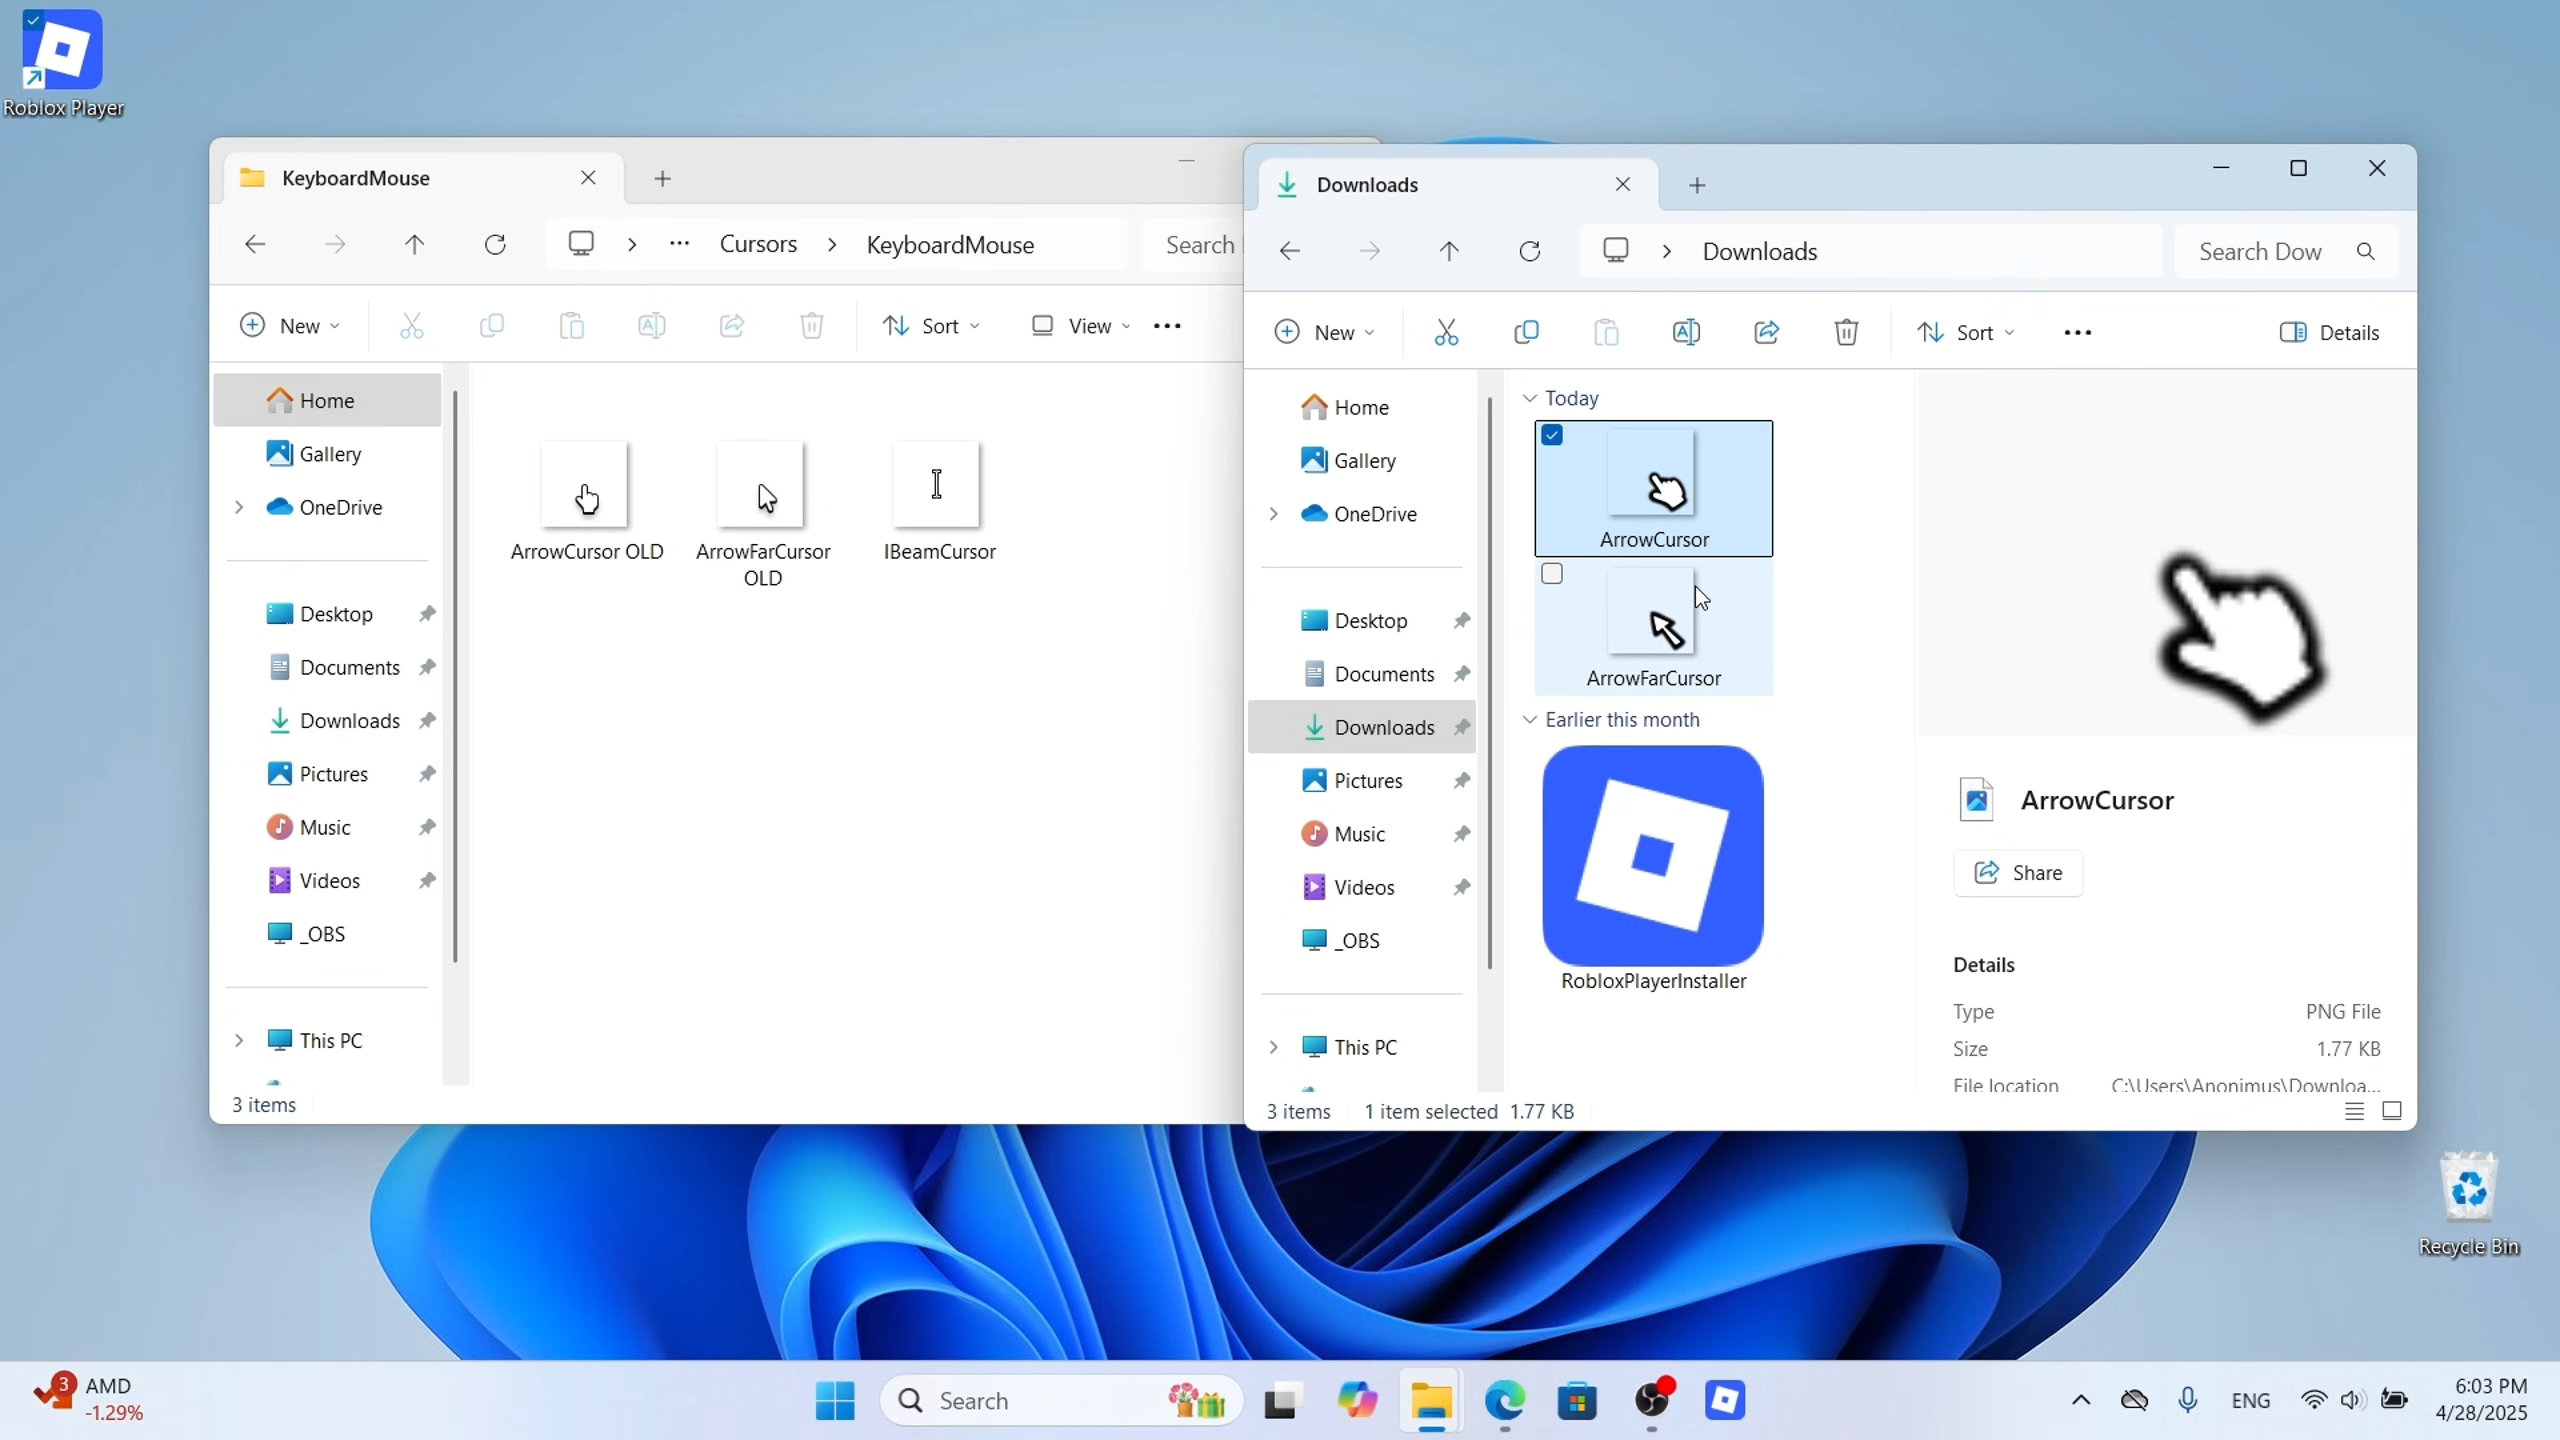 Roblox Player
KeyboardMouse
Cursors
KeyboardMouse
Search
New
Sort
View
Home
Gallery
OneDrive
Desktop
Documents
Downloads
Pictures
Music
Videos
_OBS
This PC
ArrowCursor OLD
ArrowFarCursor
OLD
IBeamCursor
3 items
Downloads
Downloads
Search Dow
New
Sort
Details
Home
Gallery
OneDrive
Desktop
Documents
Downloads
Pictures
Music
Videos
_OBS
This PC
Today
ArrowCursor
ArrowFarCursor
Earlier this month
RobloxPlayerInstaller
ArrowCursor
Share
Details
Type PNG File
Size 1.77 KB
File location C:\Users\Anonimus\Downloa...
3 items 1 item selected 1.77 KB
Recycle Bin
3
AMD
-1.29%
Search
ENG
6:03 PM
4/28/2025